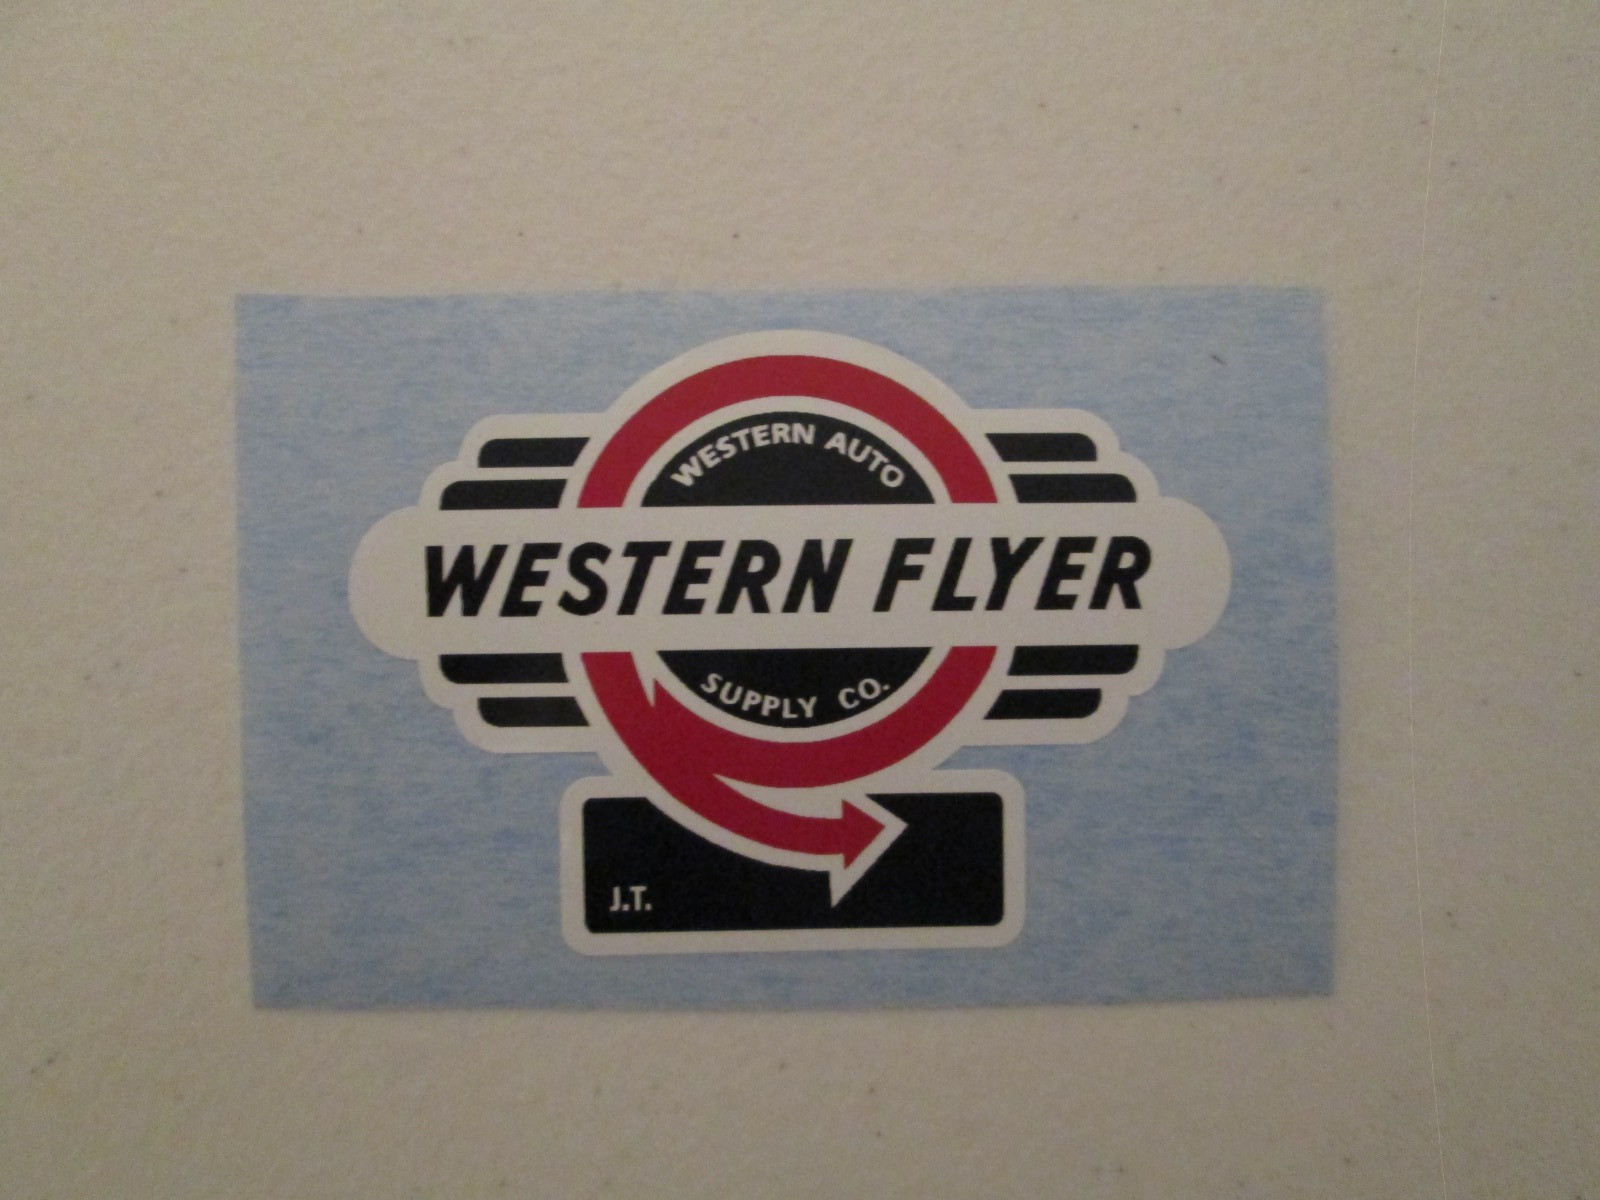 WESTERN AUTO
WESTERN FLYER
SUPPLY CO.
J.T.